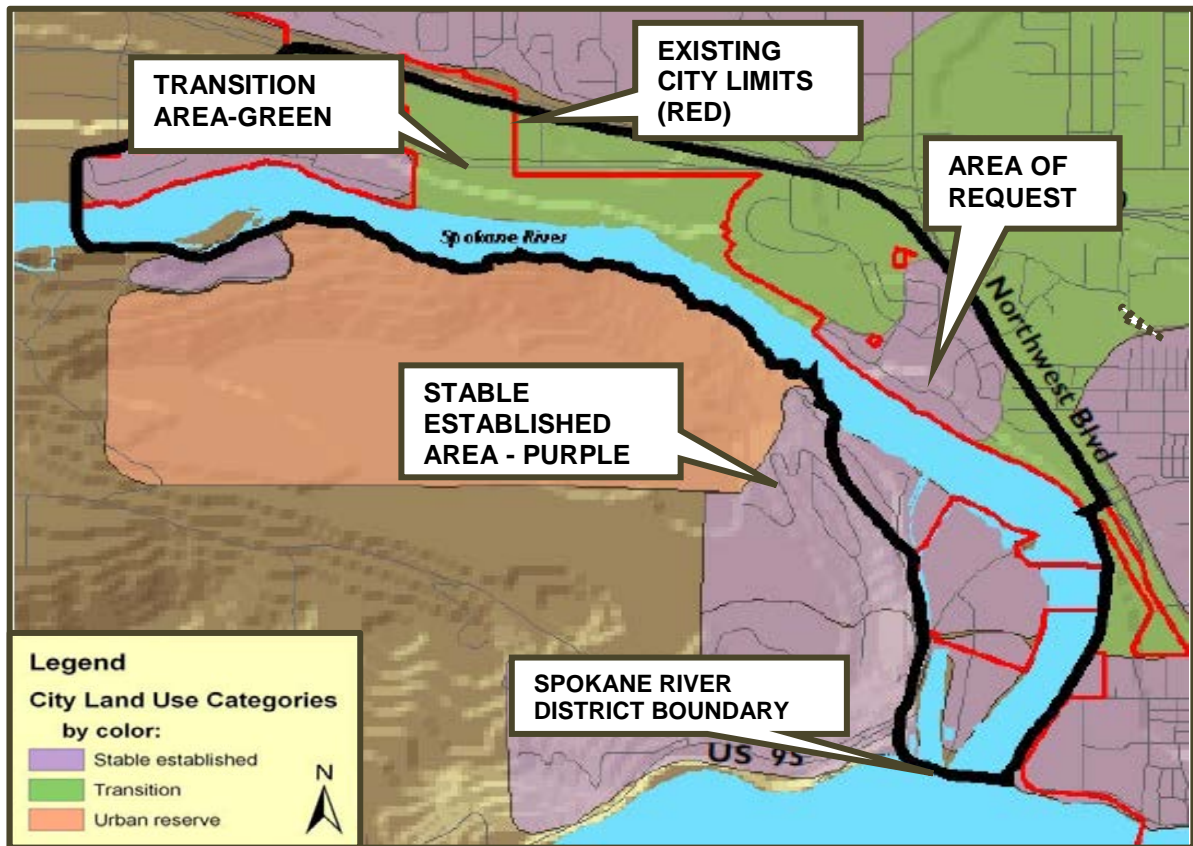 TRANSITION
AREA-GREEN
EXISTING
CITY LIMITS
(RED)
AREA OF
REQUEST
Spokane River
Northwest Blvd
STABLE
ESTABLISHED
AREA - PURPLE
SPOKANE RIVER
DISTRICT BOUNDARY
US 95
Legend
City Land Use Categories
by color:
Stable established
Transition
Urban reserve
N